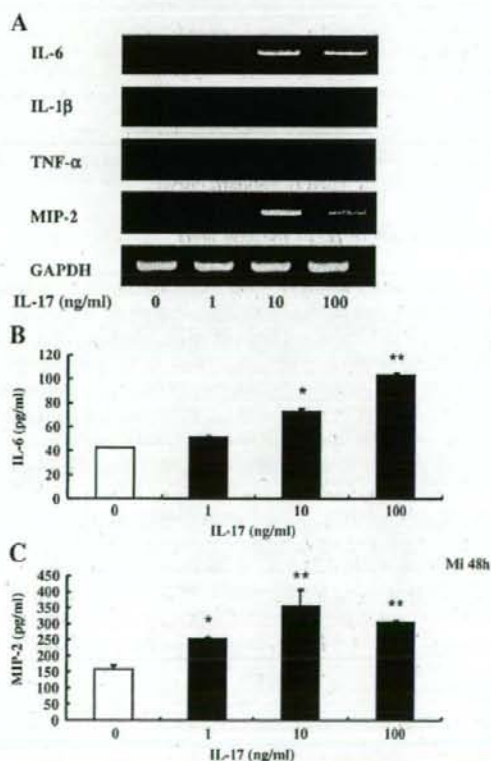 A
IL-6
IL-1β
TNF-α
MIP-2
GAPDH
IL-17 (ng/ml) 0 1 10 100
B
IL-6 (pg/ml)
120
100
80
60
40
20
0
*
**
0 1 10 100
IL-17 (ng/ml)
C
Mi 48h
MIP-2 (pg/ml)
450
400
350
300
250
200
150
100
50
0
*
**
**
0 1 10 100
IL-17 (ng/ml)